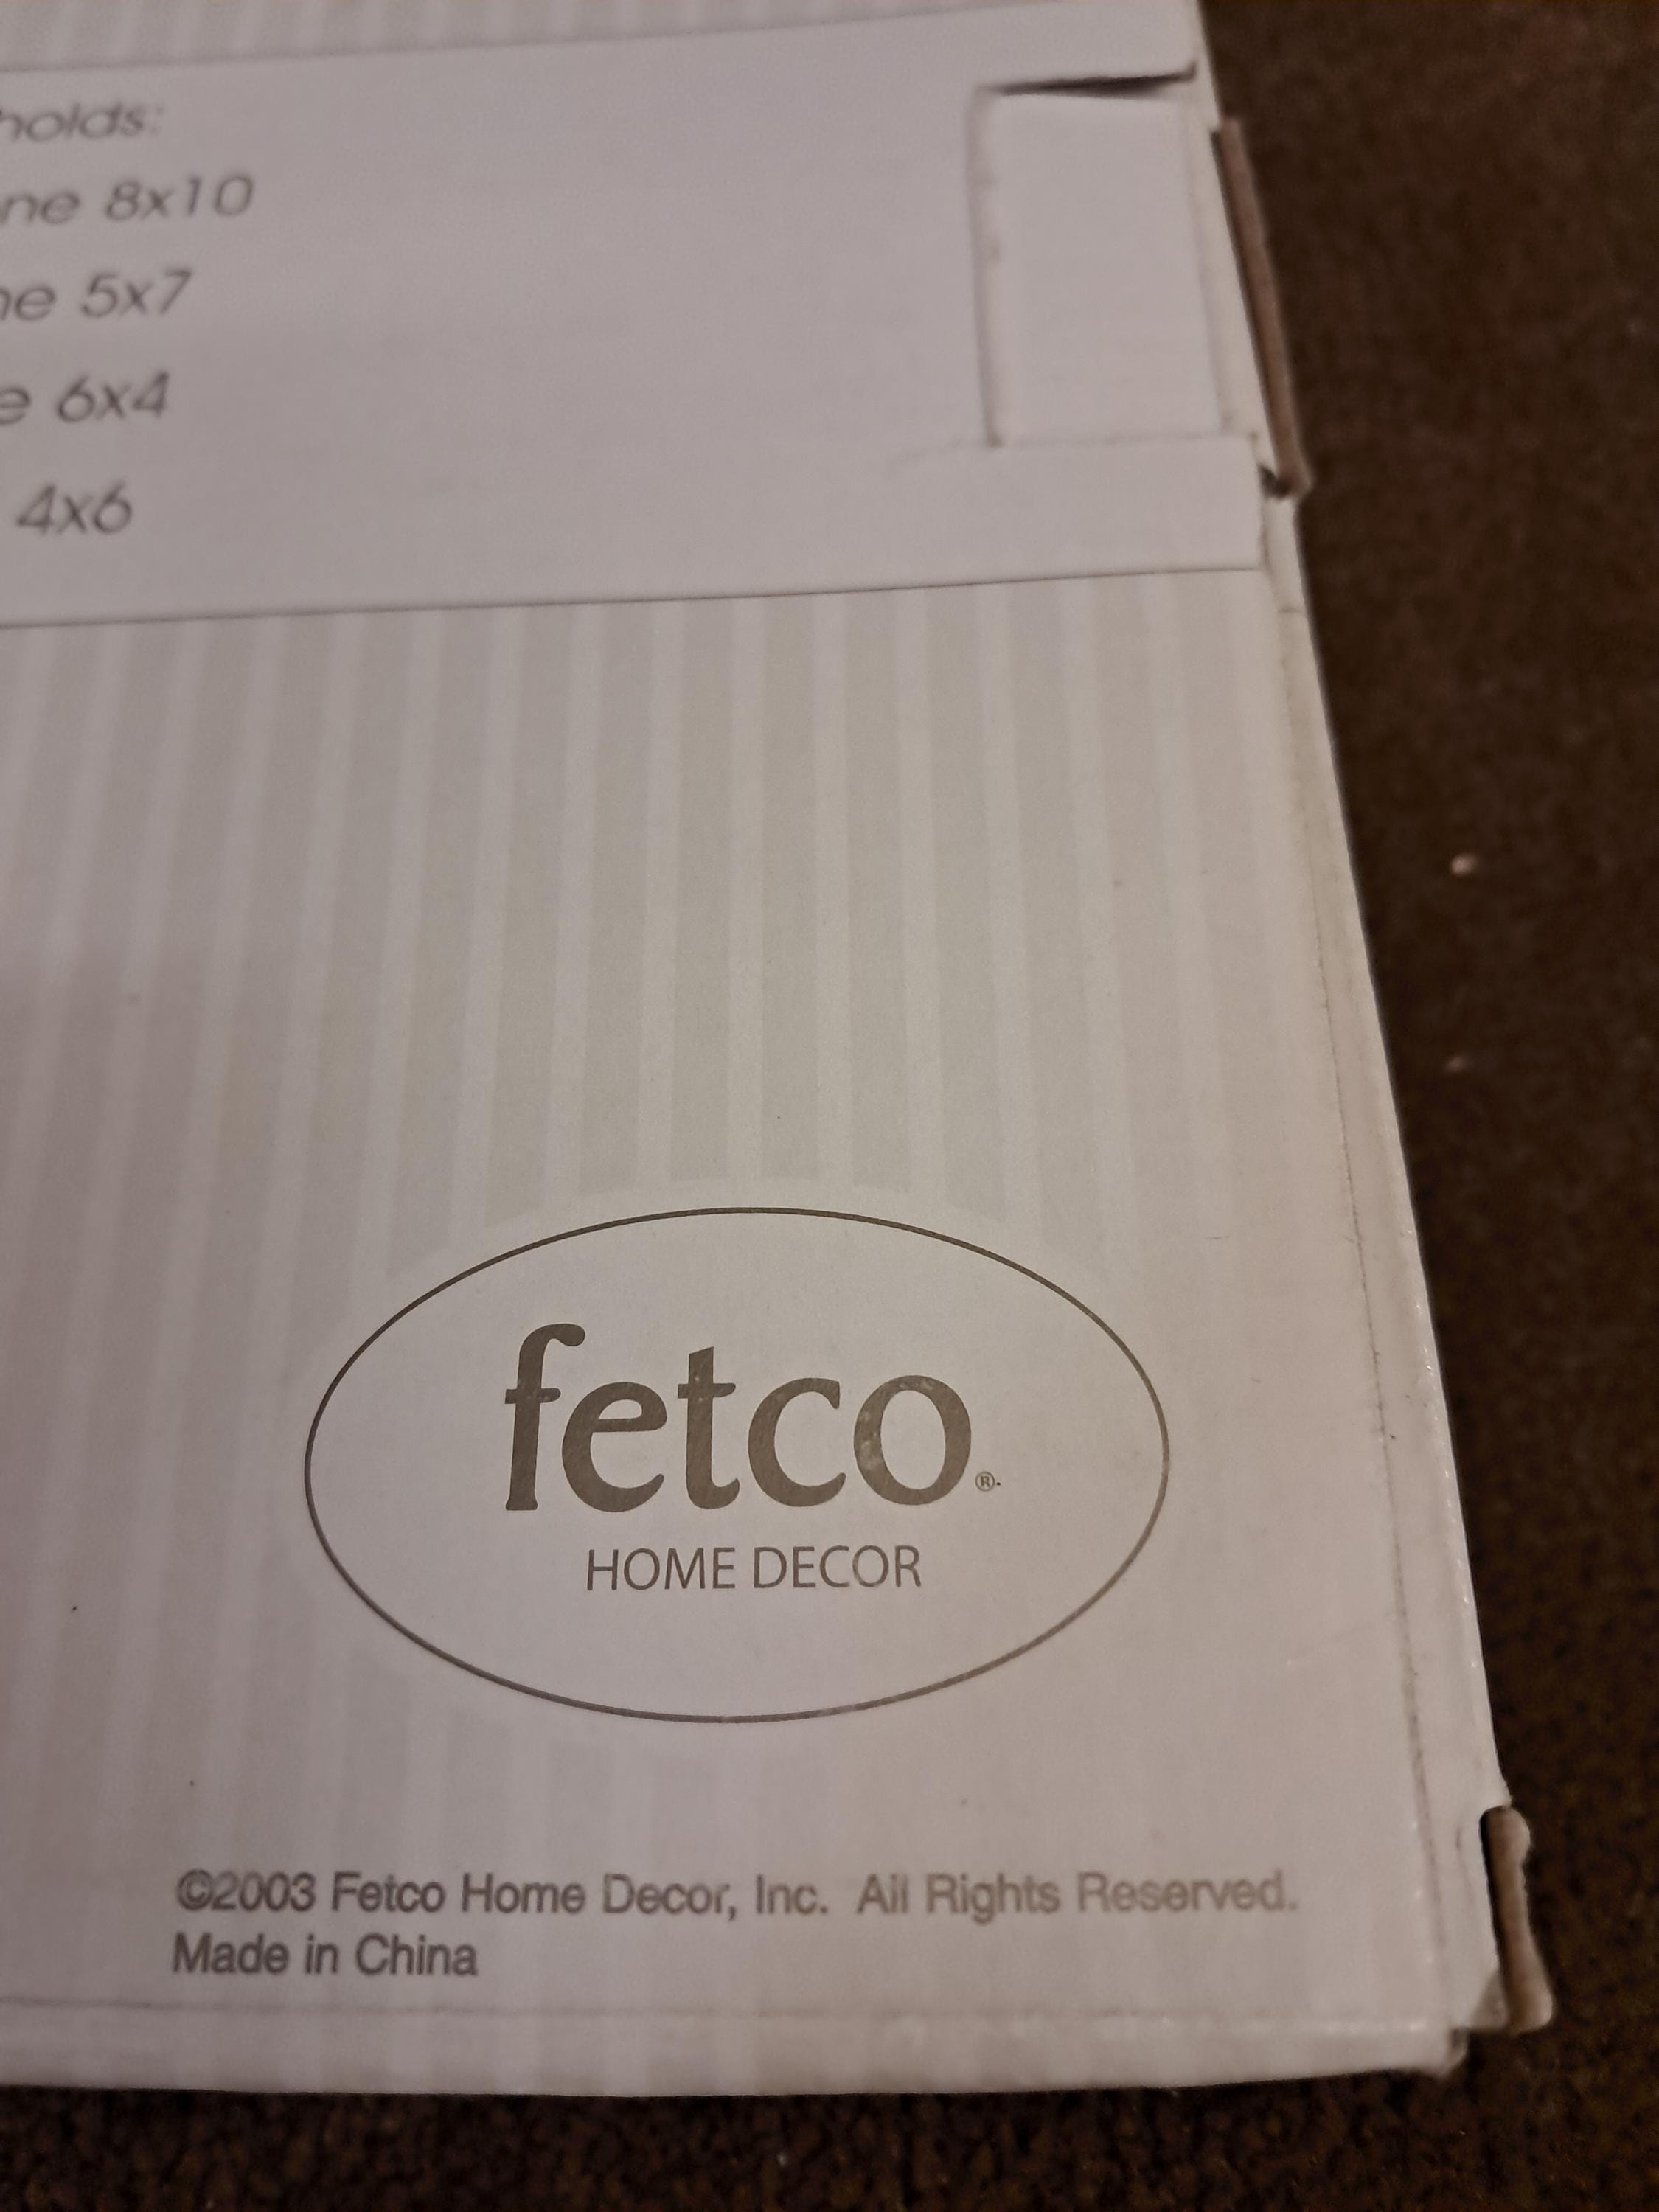 holds:
ne 8x10
ne 5x7
e 6x4
4x6
fetco®
HOME DECOR
©2003 Fetco Home Decor, Inc. All Rights Reserved.
Made in China